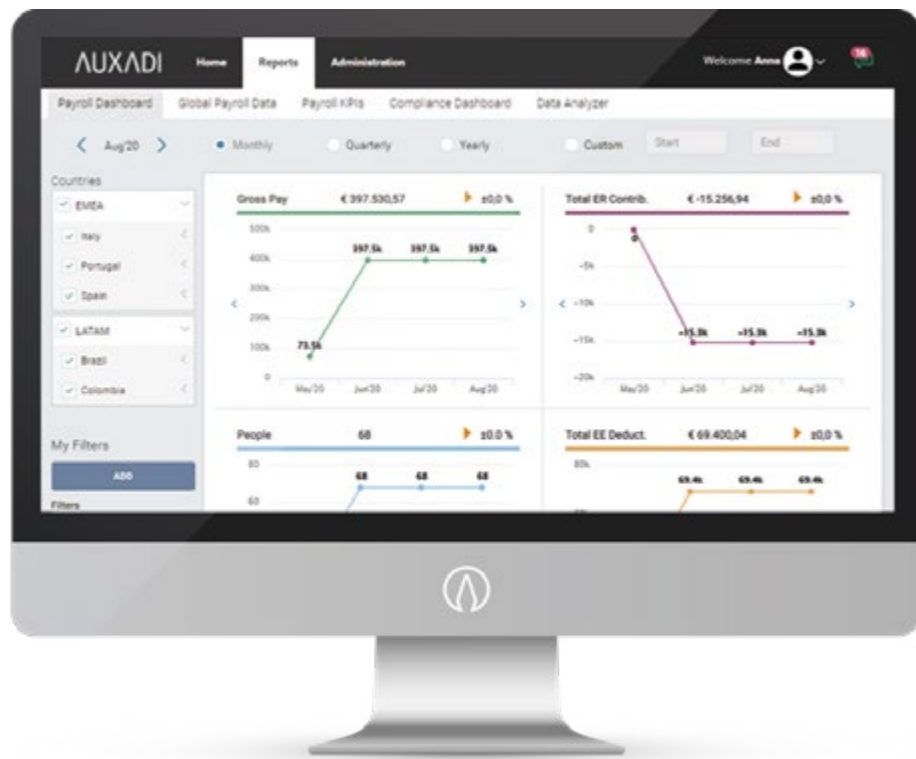 AUXADI Home Reports Administration Welcome Anna 16
Payroll Dashboard Global Payroll Data Payroll KPIs Compliance Dashboard Data Analyzer
Aug'20 Monthly Quarterly Yearly Custom Start End
Countries
EMEA
Italy
Portugal
Spain
LATAM
Brazil
Colombia
My Filters
ADD
Filters
Gross Pay € 397.530,57 ±0,0 %
500k
400k
300k
200k
100k
0
73.5k 397.5k 397.5k 397.5k
May'20 Jun'20 Jul'20 Aug'20
Total ER Contrib. € -15.256,94 ±0,0 %
0
-5k
-10k
-15k
-20k
0 -15.3k -15.3k -15.3k
May'20 Jun'20 Jul'20 Aug'20
People 68 ±0.0 %
80
60
68 68 68
Total EE Deduct. € 69.400,04 ±0,0 %
80k
69.4k 69.4k 69.4k